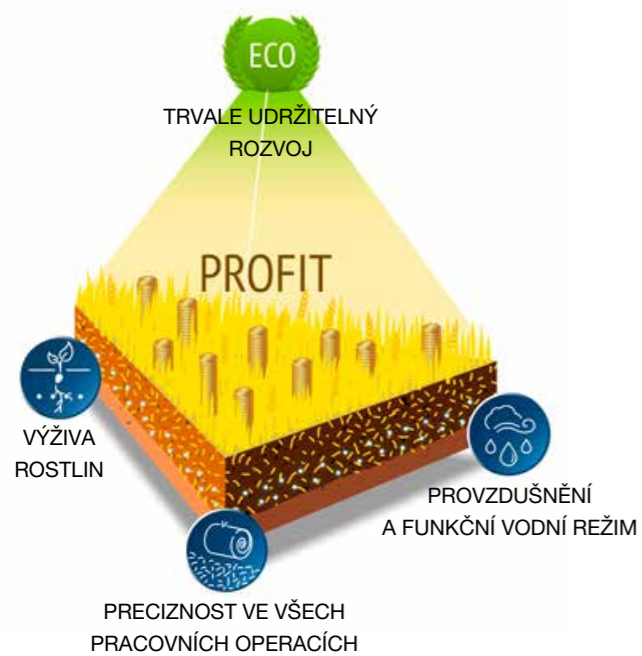 ECO
TRVALE UDRŽITELNÝ
ROZVOJ
PROFIT
VÝŽIVA
ROSTLIN
PROVZDUŠNĚNÍ
A FUNKČNÍ VODNÍ REŽIM
PRECIZNOST VE VŠECH
PRACOVNÍCH OPERACÍCH